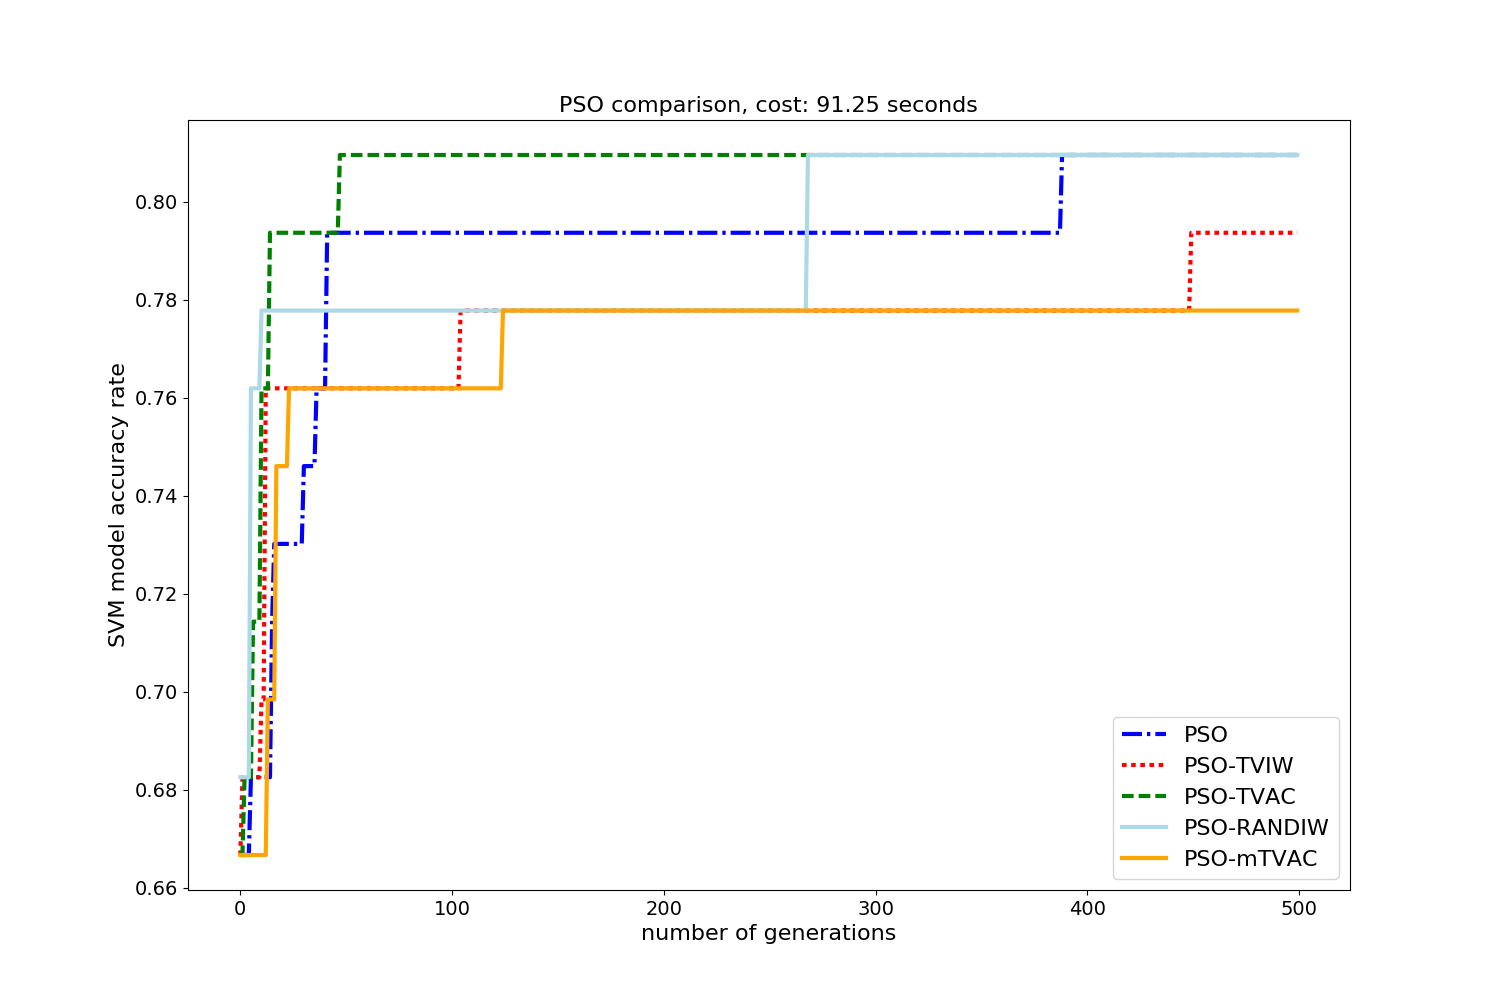 PSO comparison, cost: 91.25 seconds
SVM model accuracy rate
0.80
0.78
0.76
0.74
0.72
0.70
0.68
0.66
0
100
200
300
400
500
number of generations
PSO
PSO-TVIW
PSO-TVAC
PSO-RANDIW
PSO-mTVAC